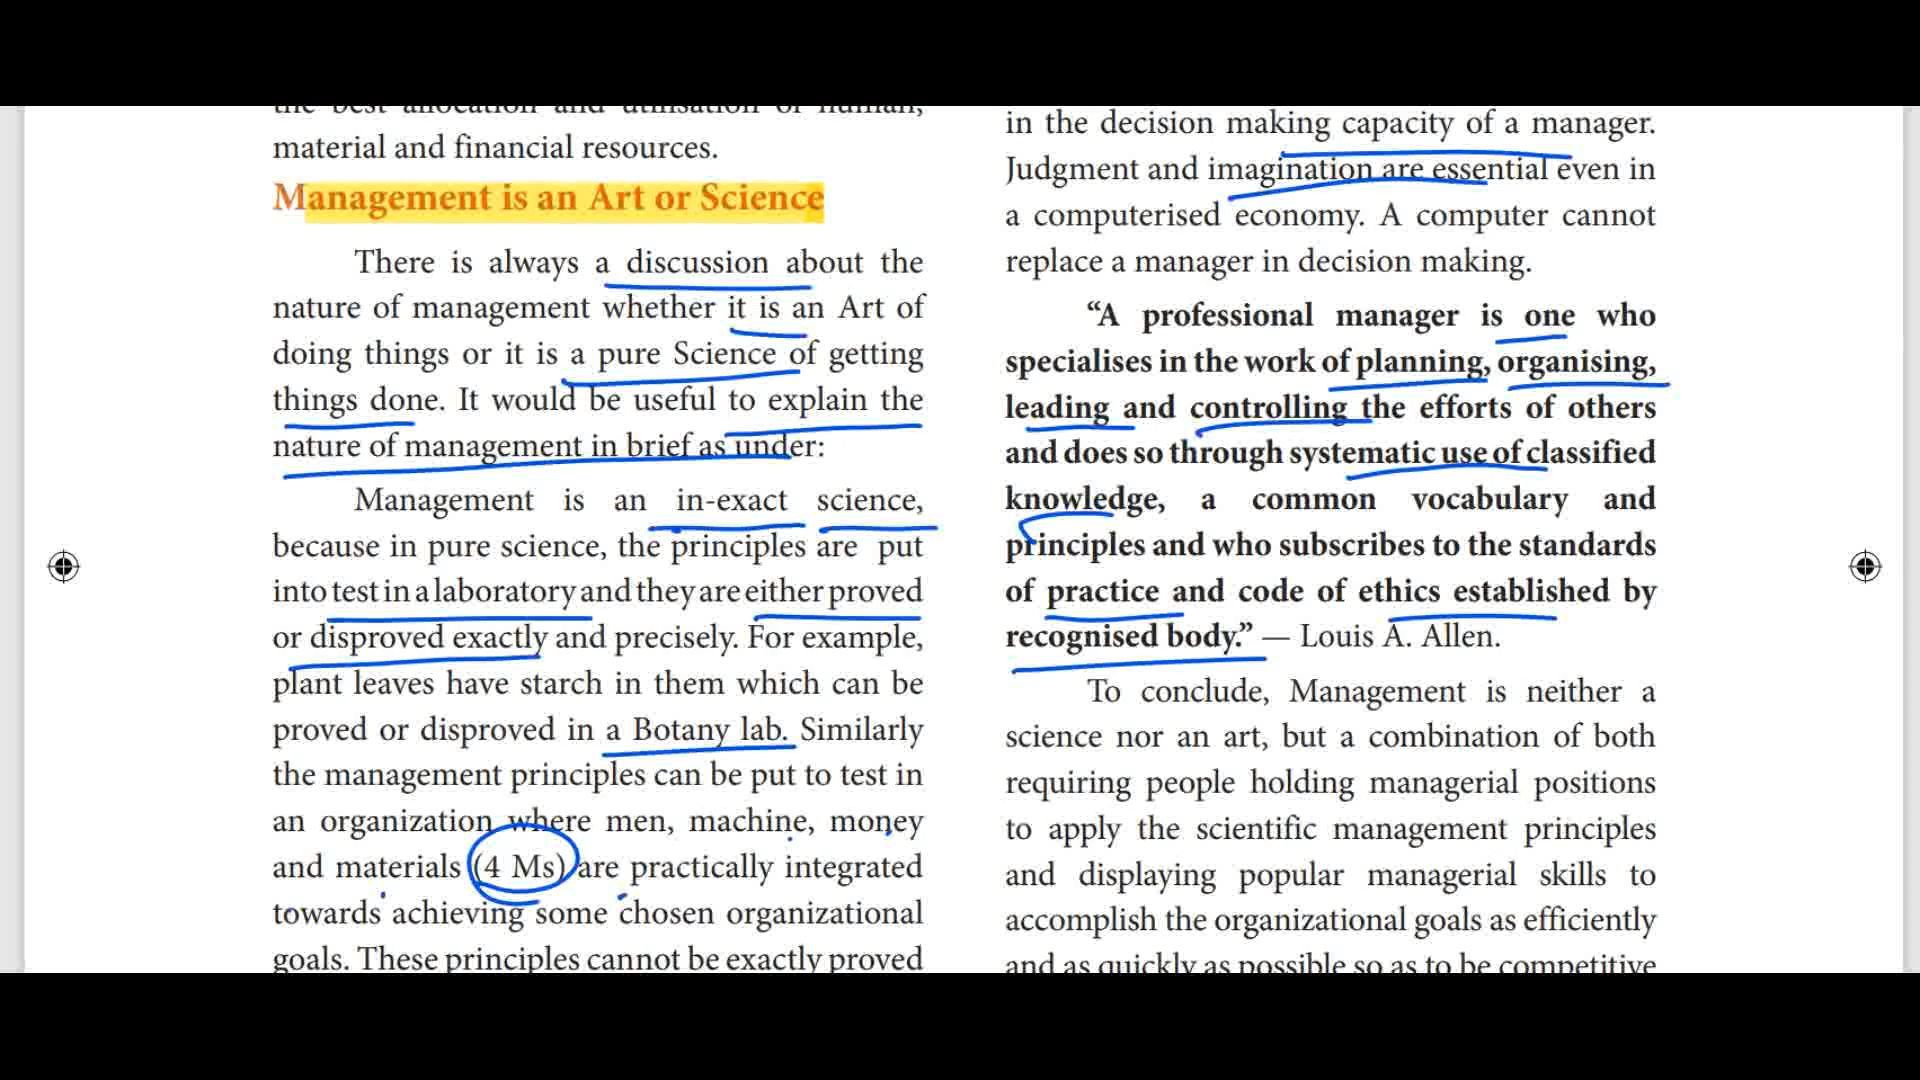 the best allocation and utilisation of human,
material and financial resources.
Management is an Art or Science
There is always a discussion about the
nature of management whether it is an Art of
doing things or it is a pure Science of getting
things done. It would be useful to explain the
nature of management in brief as under:
Management is an in-exact science,
because in pure science, the principles are put
into test in a laboratory and they are either proved
or disproved exactly and precisely. For example,
plant leaves have starch in them which can be
proved or disproved in a Botany lab. Similarly
the management principles can be put to test in
an organization where men, machine, money
and materials (4 Ms) are practically integrated
towards achieving some chosen organizational
goals. These principles cannot be exactly proved
in the decision making capacity of a manager.
Judgment and imagination are essential even in
a computerised economy. A computer cannot
replace a manager in decision making.
“A professional manager is one who
specialises in the work of planning, organising,
leading and controlling the efforts of others
and does so through systematic use of classified
knowledge, a common vocabulary and
principles and who subscribes to the standards
of practice and code of ethics established by
recognised body.” — Louis A. Allen.
To conclude, Management is neither a
science nor an art, but a combination of both
requiring people holding managerial positions
to apply the scientific management principles
and displaying popular managerial skills to
accomplish the organizational goals as efficiently
and as quickly as possible so as to be competitive